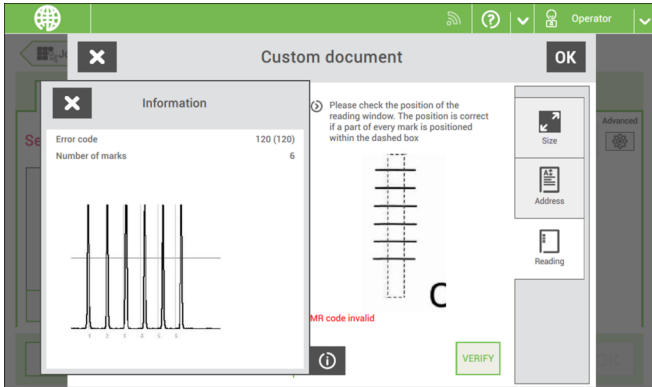 Operator
Custom document
OK
Information
Error code 120 (120)
Number of marks 6
1 2 3 4 5 6
Please check the position of the
reading window. The position is correct
if a part of every mark is positioned
within the dashed box
C
MR code invalid
VERIFY
Size
Address
Reading
Advanced
Se